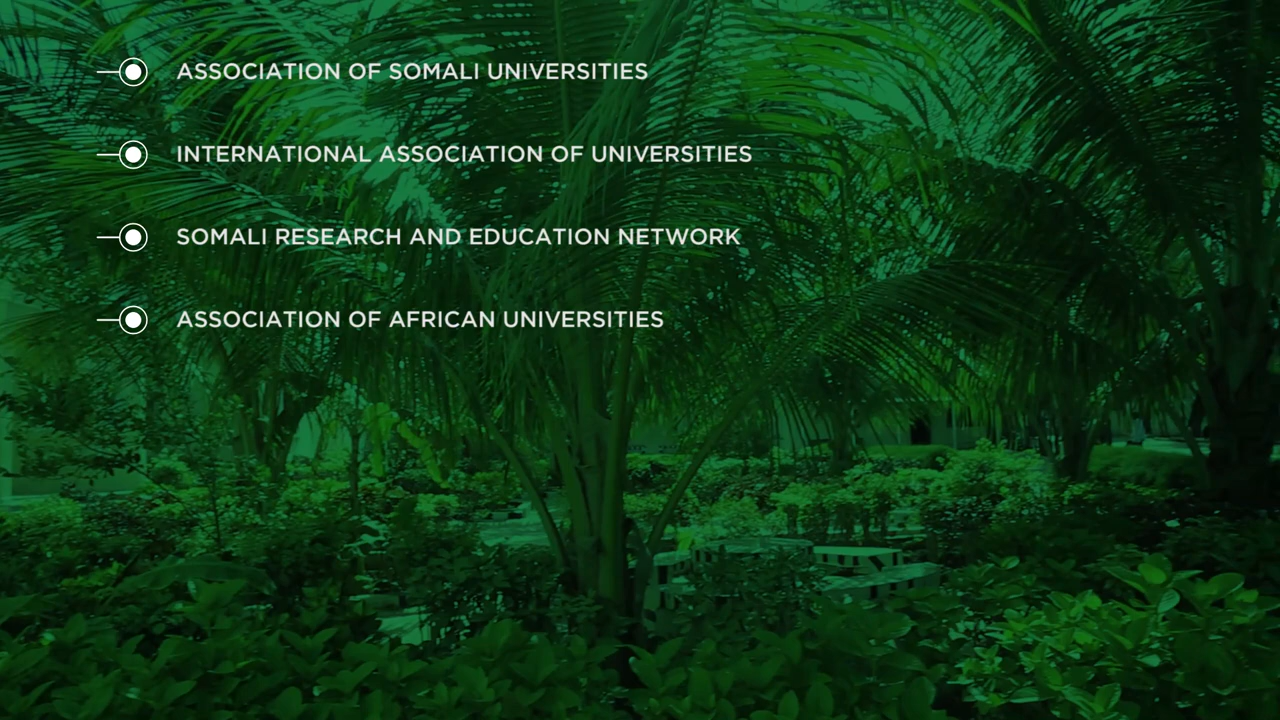 ASSOCIATION OF SOMALI UNIVERSITIES
INTERNATIONAL ASSOCIATION OF UNIVERSITIES
SOMALI RESEARCH AND EDUCATION NETWORK
ASSOCIATION OF AFRICAN UNIVERSITIES